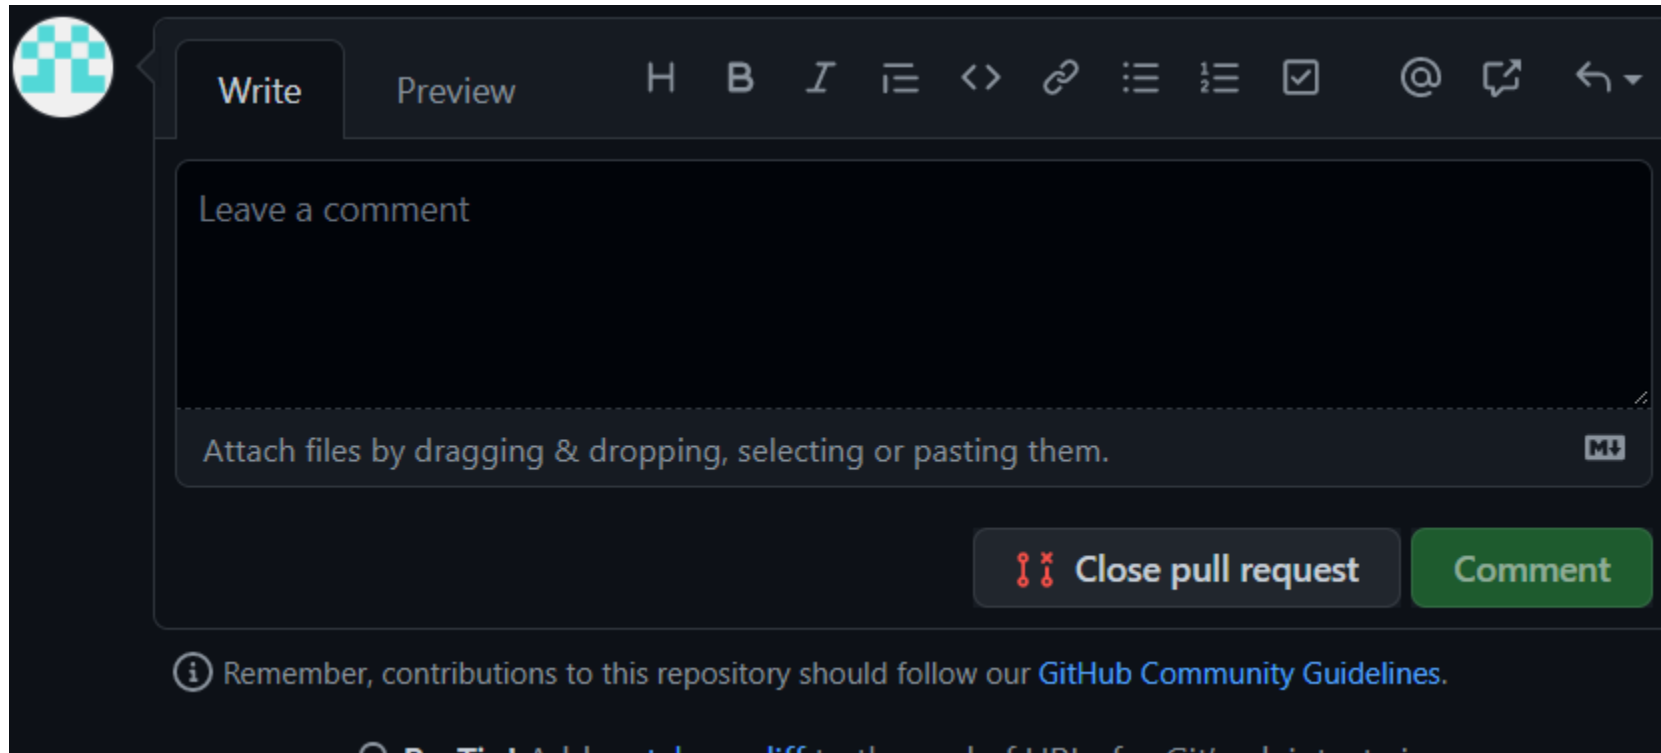 Write Preview H B I
Leave a comment
Attach files by dragging & dropping, selecting or pasting them. M
Close pull request Comment
Remember, contributions to this repository should follow our GitHub Community Guidelines.